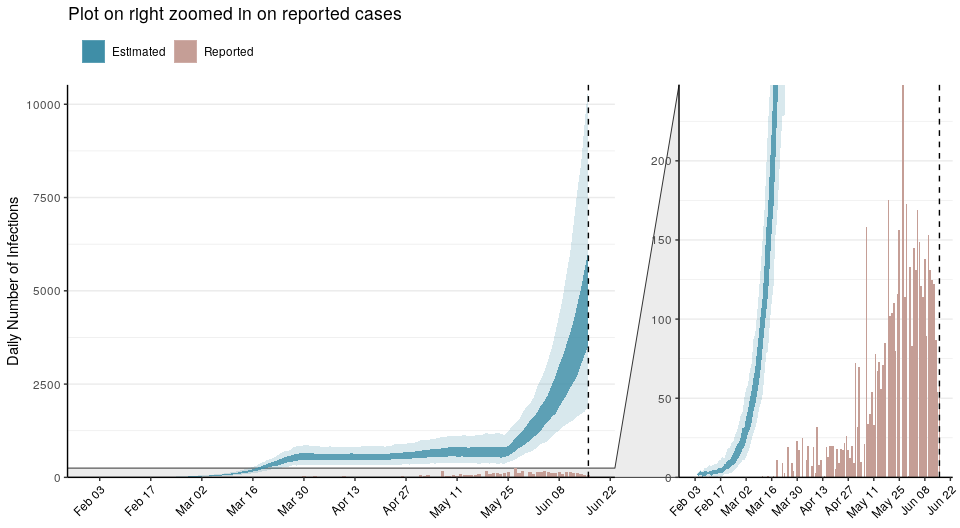 Plot on right zoomed in on reported cases
Estimated Reported
Daily Number of Infections
10000
7500
5000
2500
0
Feb 03 Feb 17 Mar 02 Mar 16 Mar 30 Apr 13 Apr 27 May 11 May 25 Jun 08 Jun 22
200
150
100
50
0
Feb 03 Feb 17 Mar 02 Mar 16 Mar 30 Apr 13 Apr 27 May 11 May 25 Jun 08 Jun 22